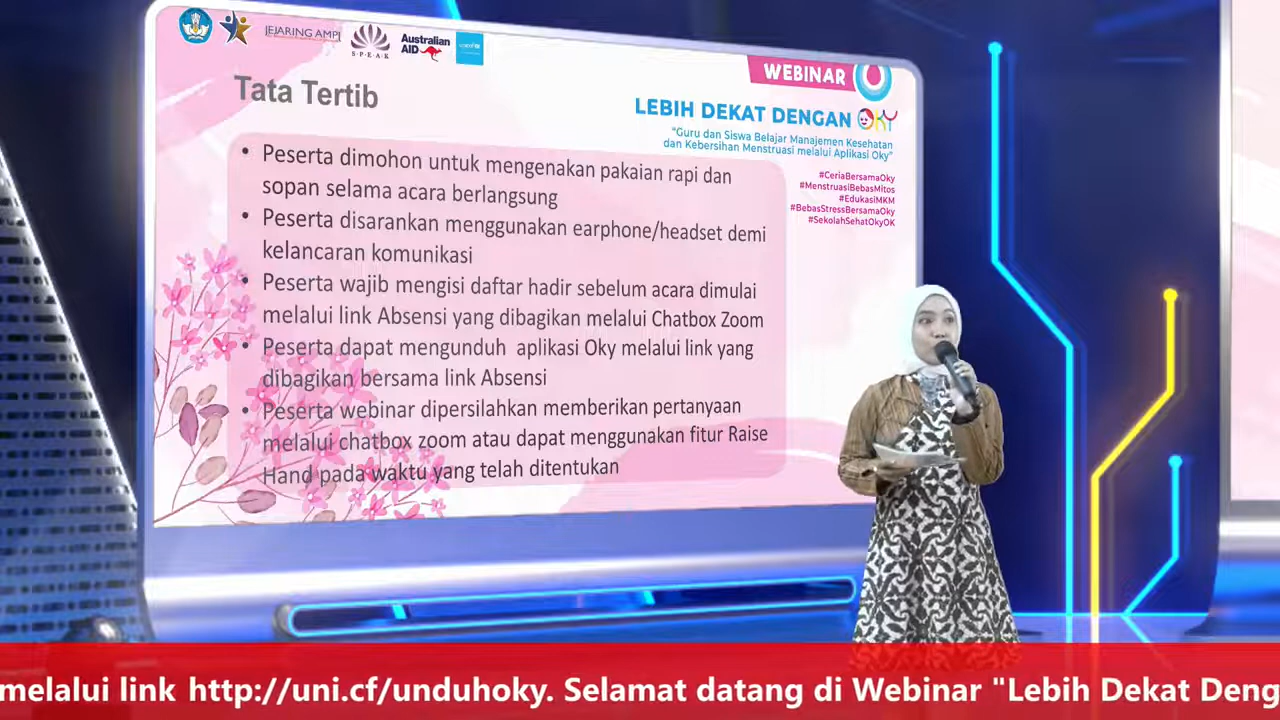 JEJARING AMPI
SPEAK
Australian
AID
unicef
WEBINAR
Tata Tertib
LEBIH DEKAT DENGAN OKY
"Guru dan Siswa Belajar Manajemen Kesehatan
dan Kebersihan Menstruasi melalui Aplikasi Oky"
#CeriaBersamaOky
#MenstruasiBebasMitos
#EdukasiMKM
#BebasStressBersamaOky
#SekolahSehatOkyOK
• Peserta dimohon untuk mengenakan pakaian rapi dan
sopan selama acara berlangsung
• Peserta disarankan menggunakan earphone/headset demi
kelancaran komunikasi
• Peserta wajib mengisi daftar hadir sebelum acara dimulai
melalui link Absensi yang dibagikan melalui Chatbox Zoom
• Peserta dapat mengunduh aplikasi Oky melalui link yang
dibagikan bersama link Absensi
• Peserta webinar dipersilahkan memberikan pertanyaan
melalui chatbox zoom atau dapat menggunakan fitur Raise
Hand pada waktu yang telah ditentukan
melalui link http://uni.cf/unduhoky. Selamat datang di Webinar "Lebih Dekat Deng